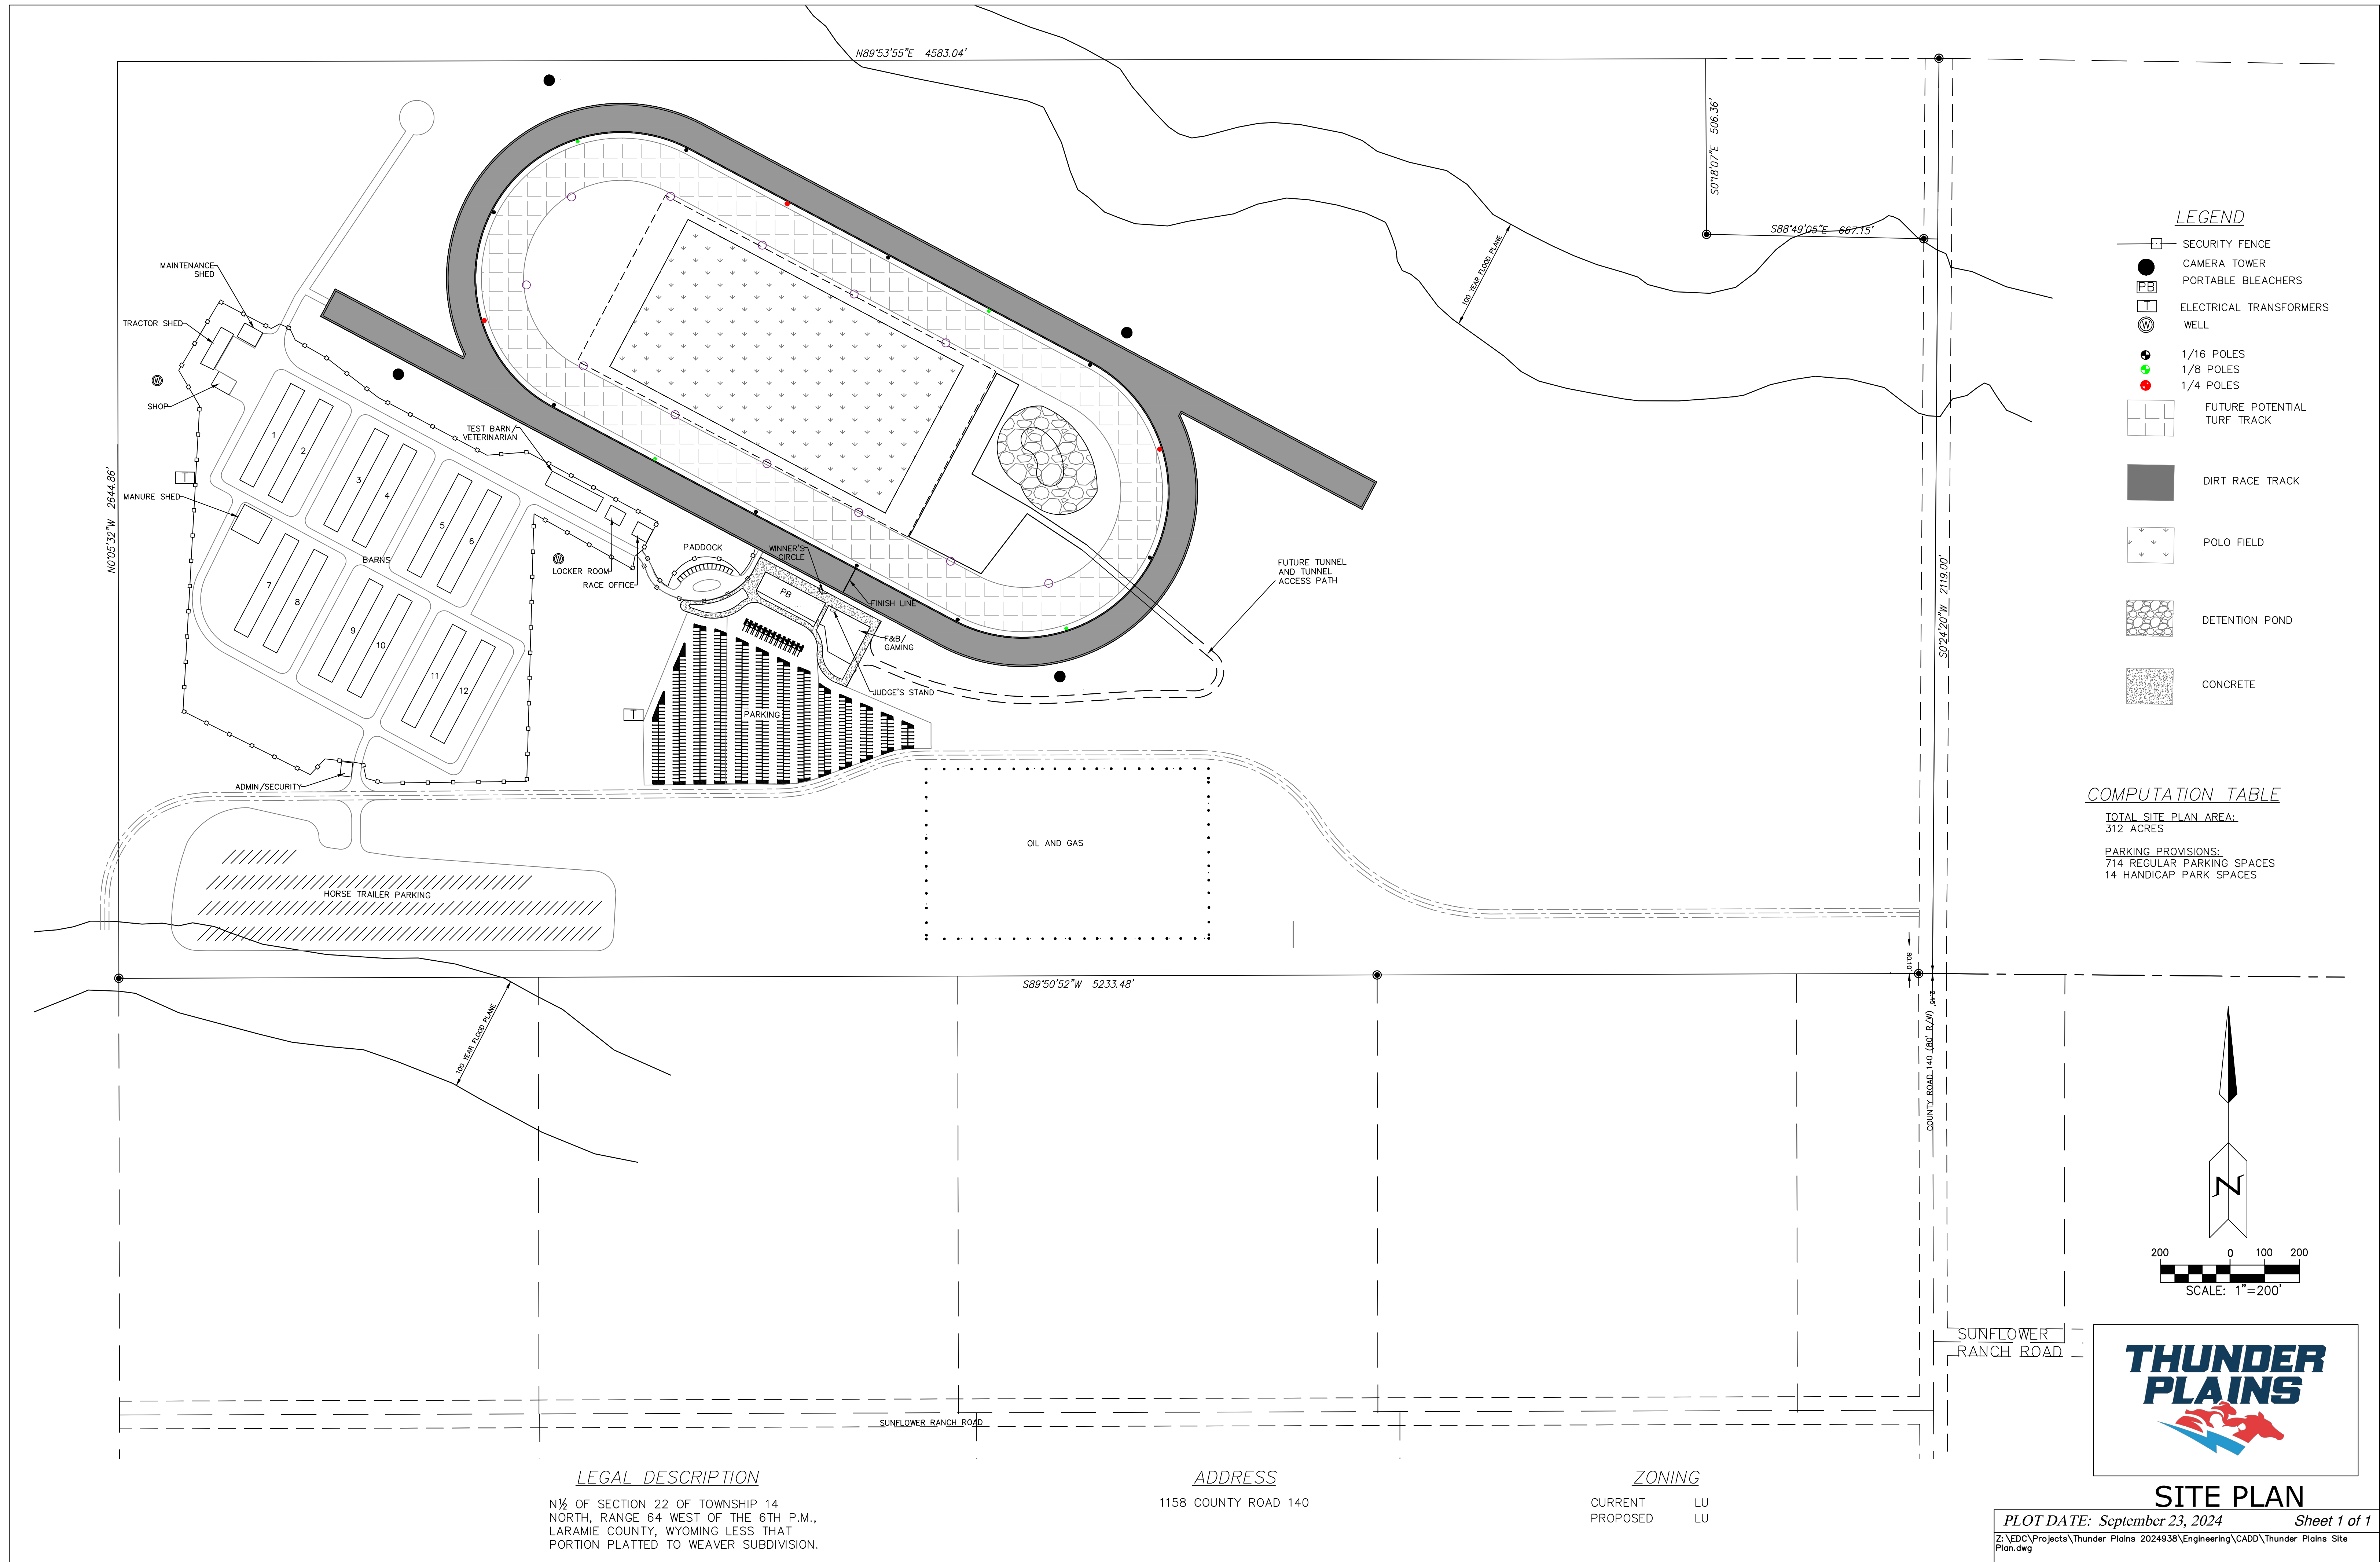 N89°53'55"E 4583.04'
S0°18'07"E 506.36'
S88°49'05"E 667.15'
100 YEAR FLOOD PLANE
N0°05'32"W 2644.86'
S0°24'20"W 2119.00'
MAINTENANCE
SHED
TRACTOR SHED
W
SHOP
T
MANURE SHED
TEST BARN/
VETERINARIAN
1
2
3
4
5
6
BARNS
7
8
9
10
11
12
W
LOCKER ROOM
RACE OFFICE
PADDOCK
WINNER'S
CIRCLE
PB
FINISH LINE
F&B/
GAMING
JUDGE'S STAND
FUTURE TUNNEL
AND TUNNEL
ACCESS PATH
T
PARKING
ADMIN/SECURITY
HORSE TRAILER PARKING
OIL AND GAS
S89°50'52"W 5233.48'
80.10'
2.45'
COUNTY ROAD 140 (80' R/W)
100 YEAR FLOOD PLANE
SUNFLOWER
RANCH ROAD
SUNFLOWER RANCH ROAD
LEGEND
SECURITY FENCE
CAMERA TOWER
PB PORTABLE BLEACHERS
T ELECTRICAL TRANSFORMERS
W WELL
1/16 POLES
1/8 POLES
1/4 POLES
FUTURE POTENTIAL
TURF TRACK
DIRT RACE TRACK
POLO FIELD
DETENTION POND
CONCRETE
COMPUTATION TABLE
TOTAL SITE PLAN AREA:
312 ACRES
PARKING PROVISIONS:
714 REGULAR PARKING SPACES
14 HANDICAP PARK SPACES
N
200 0 100 200
SCALE: 1"=200'
THUNDER
PLAINS
SITE PLAN
PLOT DATE: September 23, 2024 Sheet 1 of 1
Z:\EDC\Projects\Thunder Plains 2024938\Engineering\CADD\Thunder Plains Site
Plan.dwg
LEGAL DESCRIPTION
N½ OF SECTION 22 OF TOWNSHIP 14
NORTH, RANGE 64 WEST OF THE 6TH P.M.,
LARAMIE COUNTY, WYOMING LESS THAT
PORTION PLATTED TO WEAVER SUBDIVISION.
ADDRESS
1158 COUNTY ROAD 140
ZONING
CURRENT LU
PROPOSED LU